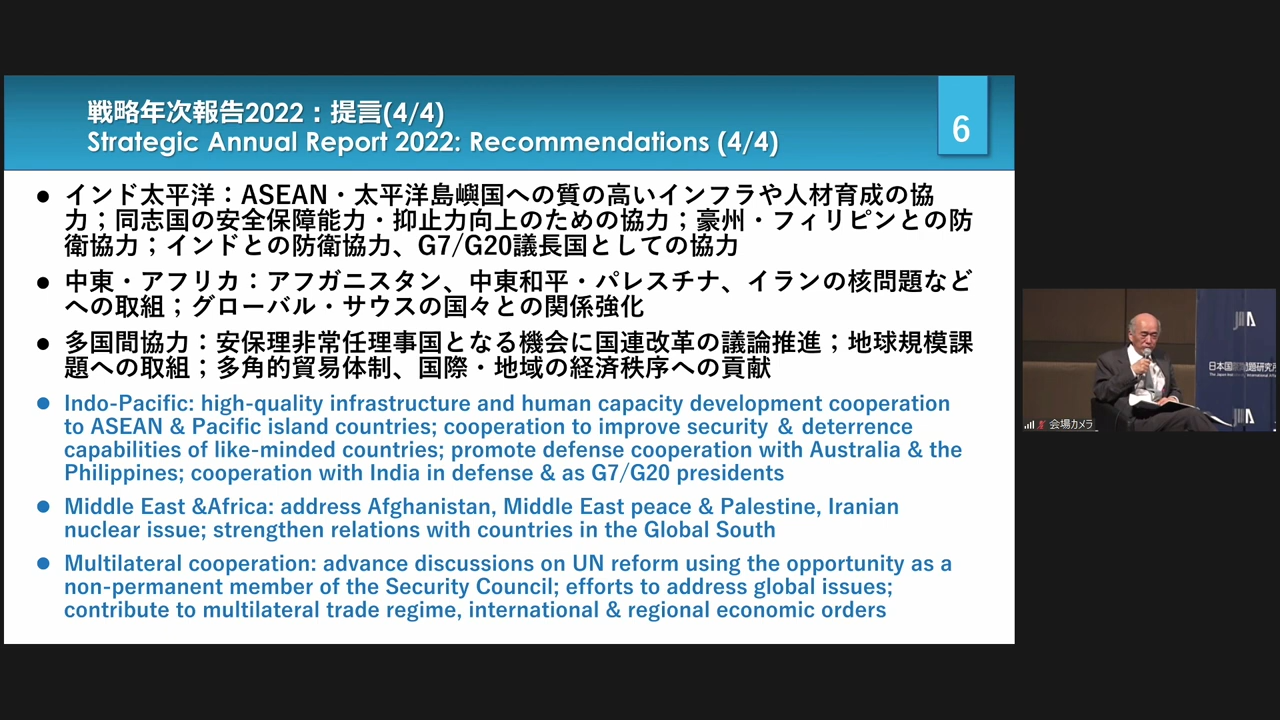 戦略年次報告2022：提言(4/4)
Strategic Annual Report 2022: Recommendations (4/4)
6
● インド太平洋：ASEAN・太平洋島嶼国への質の高いインフラや人材育成の協
力；同志国の安全保障能力・抑止力向上のための協力；豪州・フィリピンとの防
衛協力；インドとの防衛協力、G7/G20議長国としての協力
● 中東・アフリカ：アフガニスタン、中東和平・パレスチナ、イランの核問題など
への取組；グローバル・サウスの国々との関係強化
● 多国間協力：安保理非常任理事国となる機会に国連改革の議論推進；地球規模課
題への取組；多角的貿易体制、国際・地域の経済秩序への貢献
● Indo-Pacific: high-quality infrastructure and human capacity development cooperation
to ASEAN & Pacific island countries; cooperation to improve security & deterrence
capabilities of like-minded countries; promote defense cooperation with Australia & the
Philippines; cooperation with India in defense & as G7/G20 presidents
● Middle East &Africa: address Afghanistan, Middle East peace & Palestine, Iranian
nuclear issue; strengthen relations with countries in the Global South
● Multilateral cooperation: advance discussions on UN reform using the opportunity as a
non-permanent member of the Security Council; efforts to address global issues;
contribute to multilateral trade regime, international & regional economic orders
JIIA
日本国際問題研究所
The Japan Institute of International Affairs
JIIA
会場カメラ